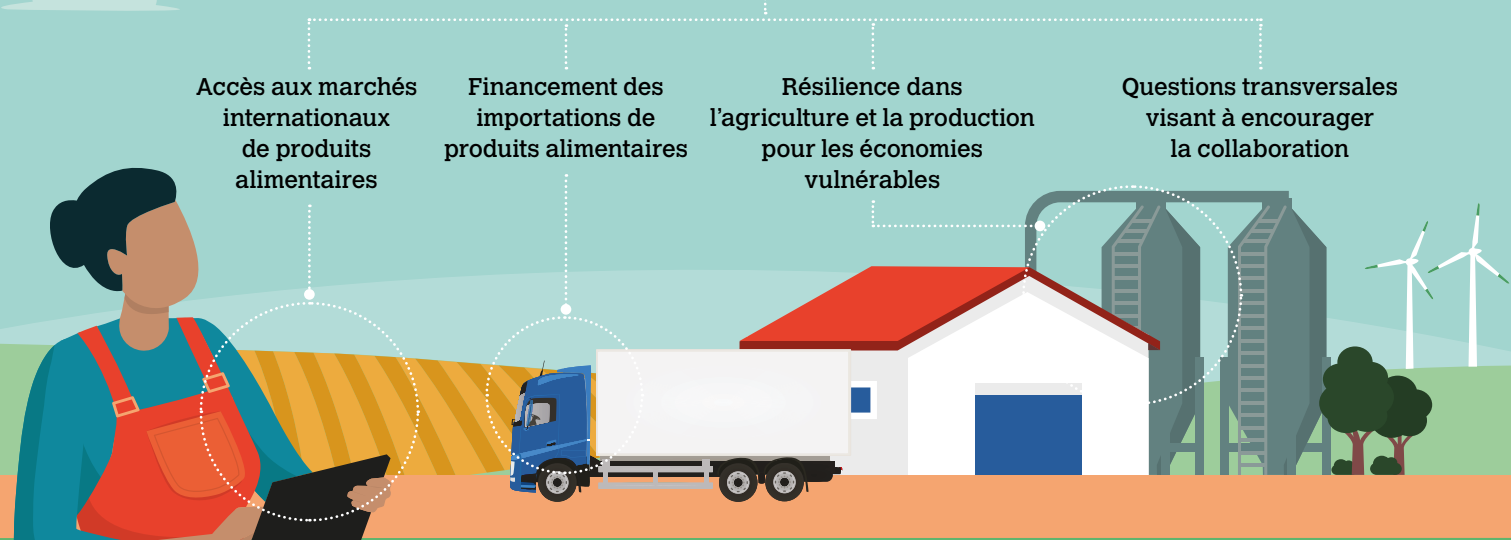 Accès aux marchés
internationaux
de produits
alimentaires
Financement des
importations de
produits alimentaires
Résilience dans
l’agriculture et la production
pour les économies
vulnérables
Questions transversales
visant à encourager
la collaboration